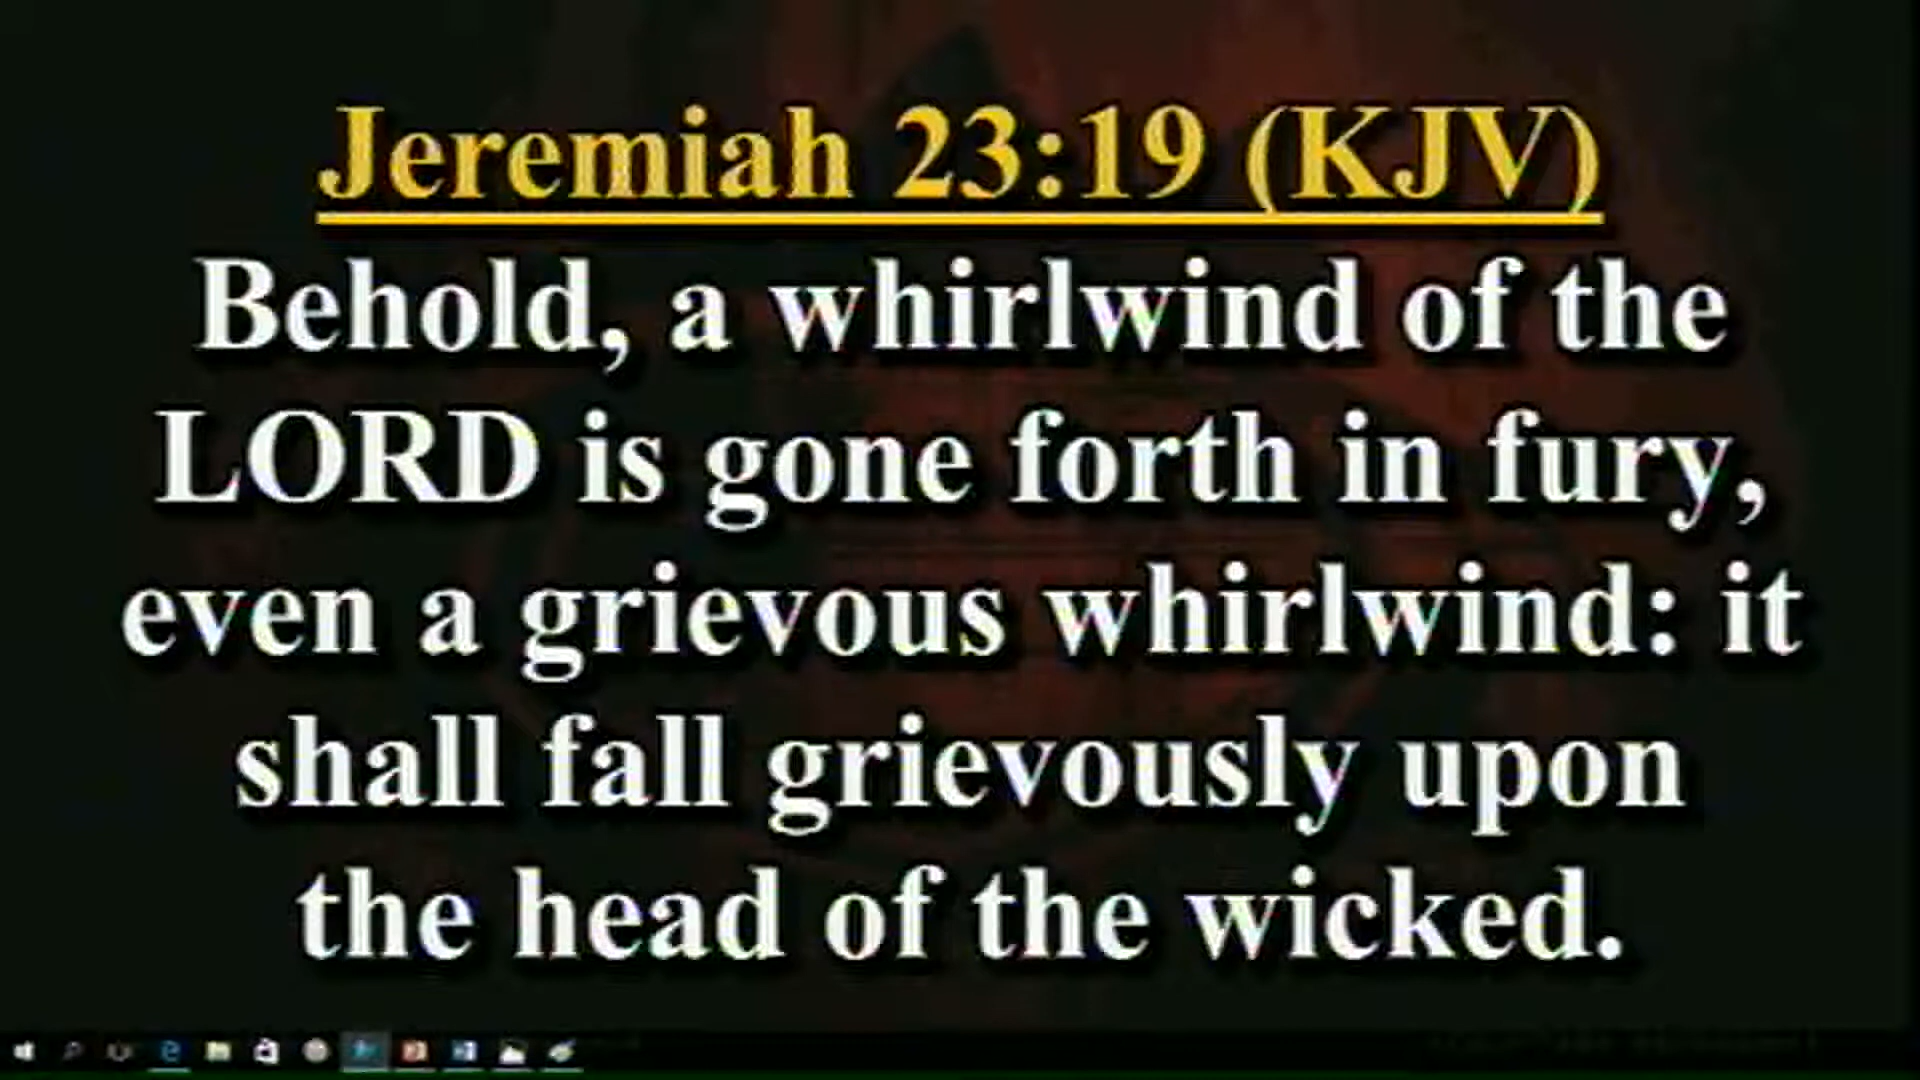 Jeremiah 23:19 (KJV)
Behold, a whirlwind of the
LORD is gone forth in fury,
even a grievous whirlwind: it
shall fall grievously upon
the head of the wicked.